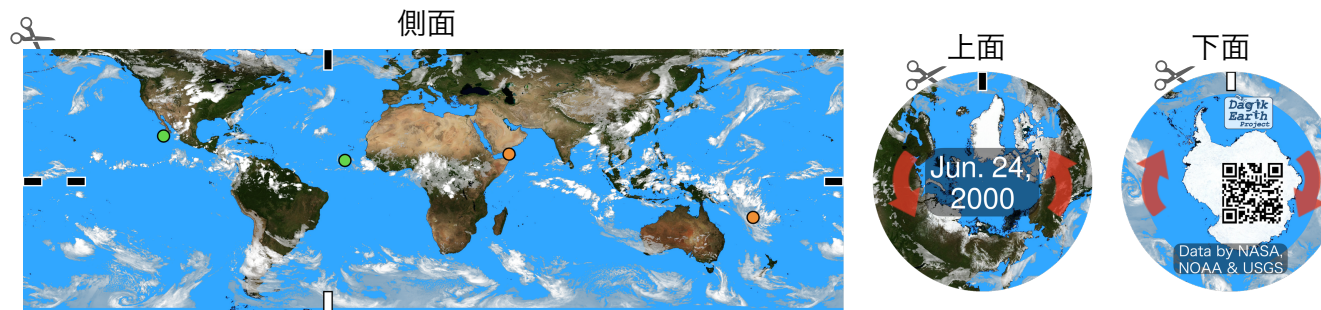 側面
上面
下面
Jun. 24,
2000
Dagik
Earth
Project
Data by NASA,
NOAA & USGS